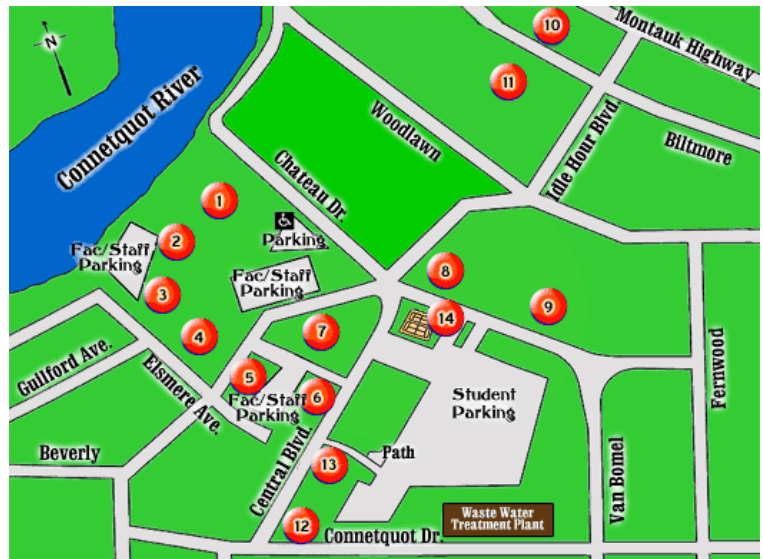 10
Montauk Highway
N
11
Connetquot River
Woodlawn
Idle Hour Blvd.
Biltmore
Chateau Dr.
1
2
Parking
Fac/Staff
Parking
Fac/Staff
Parking
3
8
9
14
7
4
Guilford Ave.
Elsmere Ave.
5
6
Fac/Staff
Parking
Student
Parking
Fernwood
Beverly
Central Blvd.
Path
13
Van Bomel
12
Waste Water
Treatment Plant
Connetquot Dr.